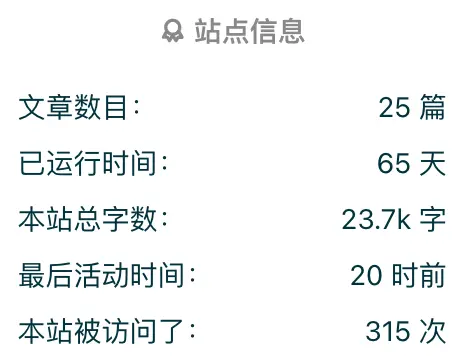 站点信息
文章数目： 25 篇
已运行时间： 65 天
本站总字数： 23.7k 字
最后活动时间： 20 时前
本站被访问了： 315 次